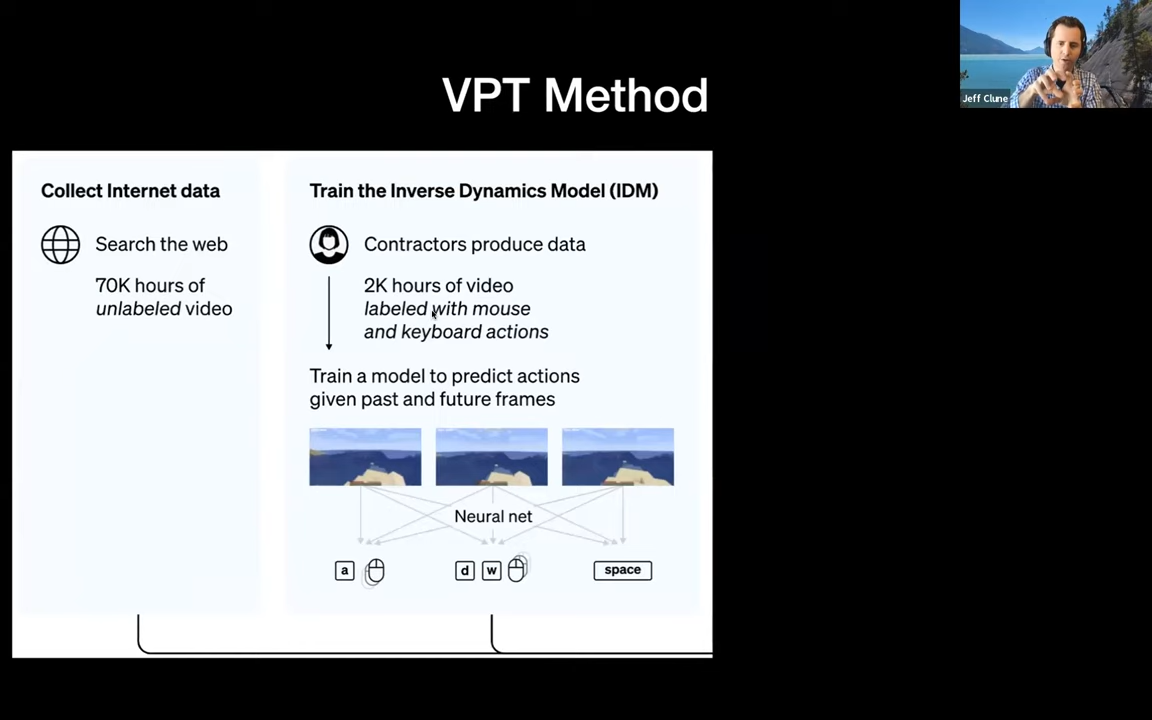 VPT Method
Jeff Clune
Collect Internet data
Search the web
70K hours of
unlabeled video
Train the Inverse Dynamics Model (IDM)
Contractors produce data
2K hours of video
labeled with mouse
and keyboard actions
Train a model to predict actions
given past and future frames
Neural net
a
d w
space